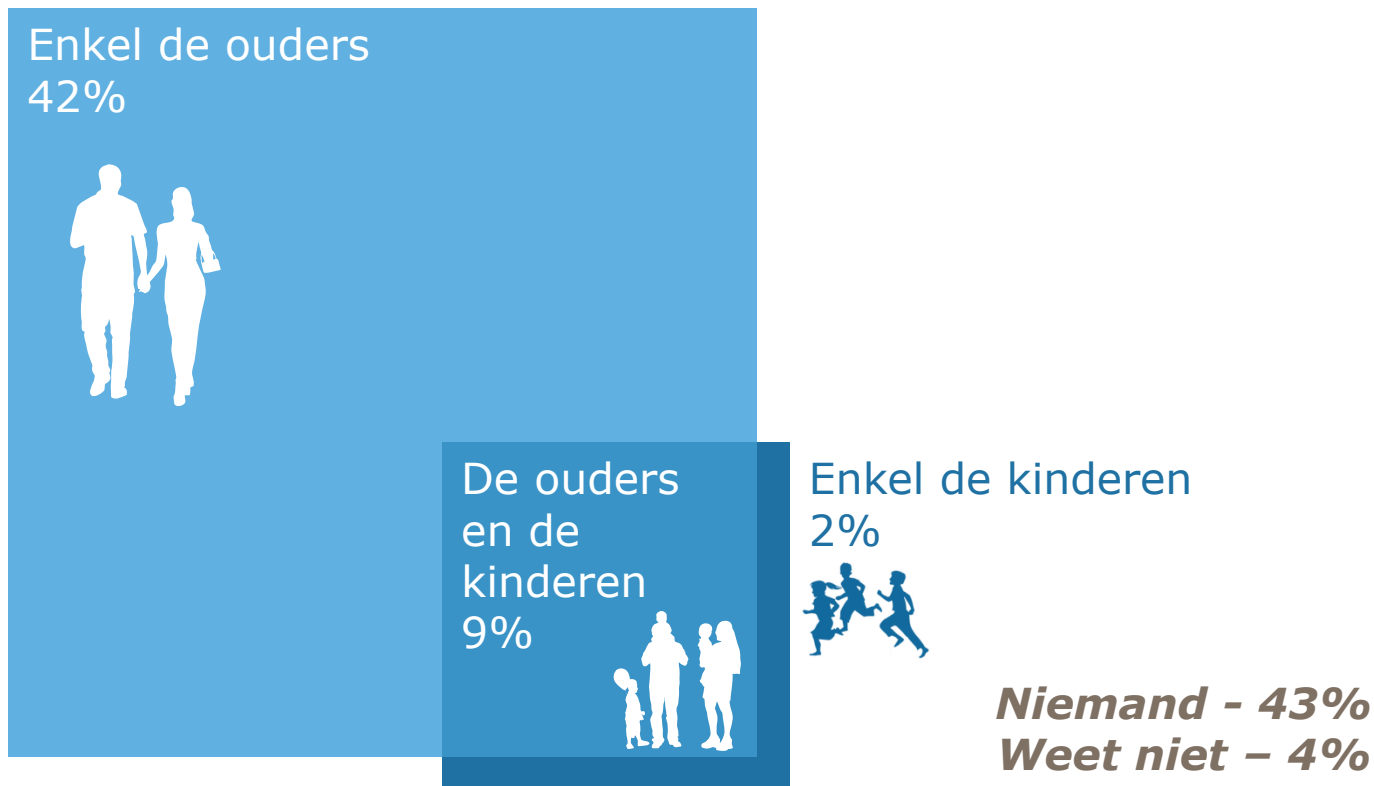 Enkel de ouders
42%
De ouders
en de
kinderen
9%
Enkel de kinderen
2%
Niemand - 43%
Weet niet – 4%